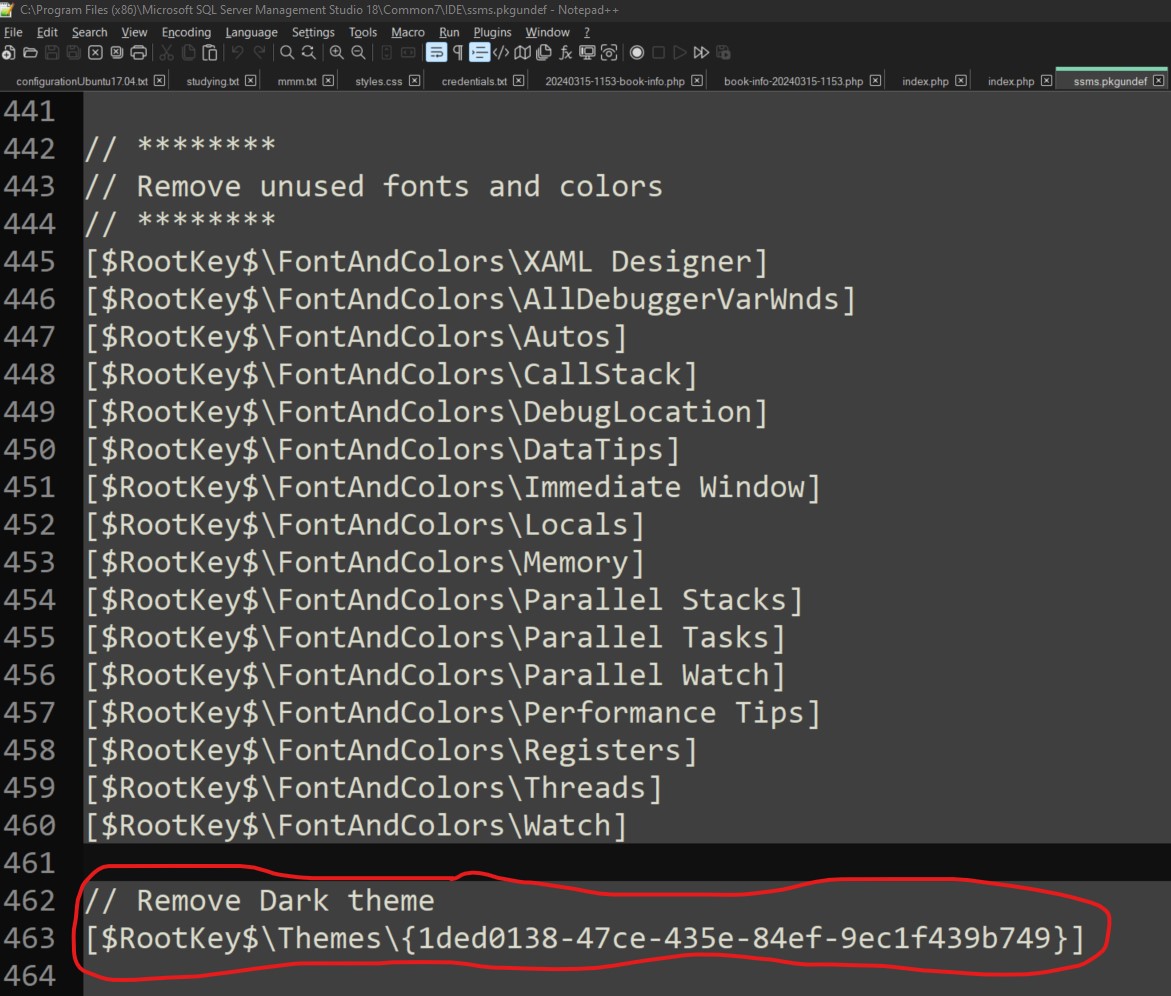 C:\Program Files (x86)\Microsoft SQL Server Management Studio 18\Common7\IDE\ssms.pkgundef - Notepad++
File Edit Search View Encoding Language Settings Tools Macro Run Plugins Window ?
configurationUbuntu17.04.txt studying.txt mmm.txt styles.css credentials.txt 20240315-1153-book-info.php book-info-20240315-1153.php index.php index.php ssms.pkgundef
441
442 // ********
443 // Remove unused fonts and colors
444 // ********
445 [$RootKey$\FontAndColors\XAML Designer]
446 [$RootKey$\FontAndColors\AllDebuggerVarWnds]
447 [$RootKey$\FontAndColors\Autos]
448 [$RootKey$\FontAndColors\CallStack]
449 [$RootKey$\FontAndColors\DebugLocation]
450 [$RootKey$\FontAndColors\DataTips]
451 [$RootKey$\FontAndColors\Immediate Window]
452 [$RootKey$\FontAndColors\Locals]
453 [$RootKey$\FontAndColors\Memory]
454 [$RootKey$\FontAndColors\Parallel Stacks]
455 [$RootKey$\FontAndColors\Parallel Tasks]
456 [$RootKey$\FontAndColors\Parallel Watch]
457 [$RootKey$\FontAndColors\Performance Tips]
458 [$RootKey$\FontAndColors\Registers]
459 [$RootKey$\FontAndColors\Threads]
460 [$RootKey$\FontAndColors\Watch]
461
462 // Remove Dark theme
463 [$RootKey$\Themes\{1ded0138-47ce-435e-84ef-9ec1f439b749}]
464